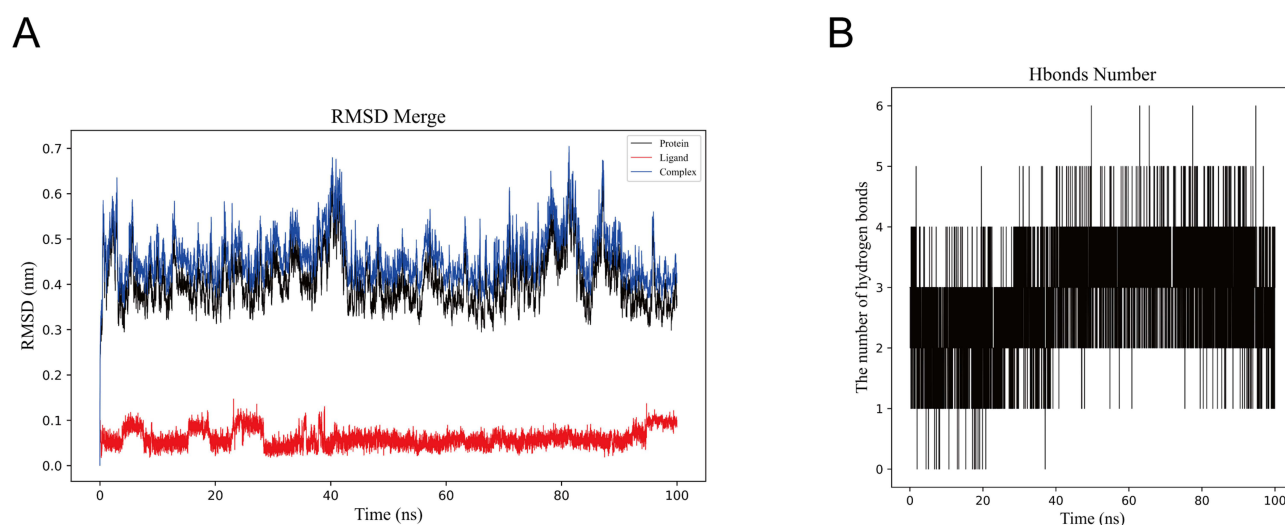 A
RMSD Merge
Protein
Ligand
Complex
RMSD (nm)
0.7
0.6
0.5
0.4
0.3
0.2
0.1
0.0
0
20
40
60
80
100
Time (ns)
B
Hbonds Number
The number of hydrogen bonds
6
5
4
3
2
1
0
0
20
40
60
80
100
Time (ns)